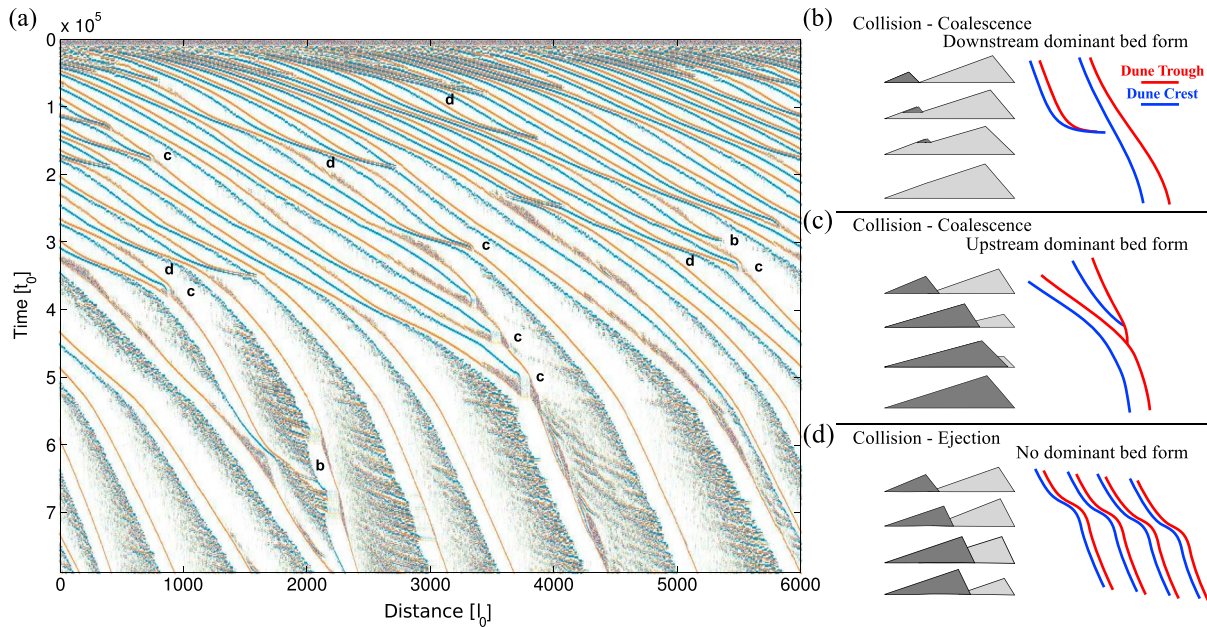 (a)
x 10⁵
0
1
2
3
4
5
6
7
Time [t₀]
0
1000
2000
3000
4000
5000
6000
Distance [l₀]
d
c
d
c
b
d
c
d
c
c
c
b
(b)
Collision - Coalescence
Downstream dominant bed form
Dune Trough
Dune Crest
(c)
Collision - Coalescence
Upstream dominant bed form
(d)
Collision - Ejection
No dominant bed form